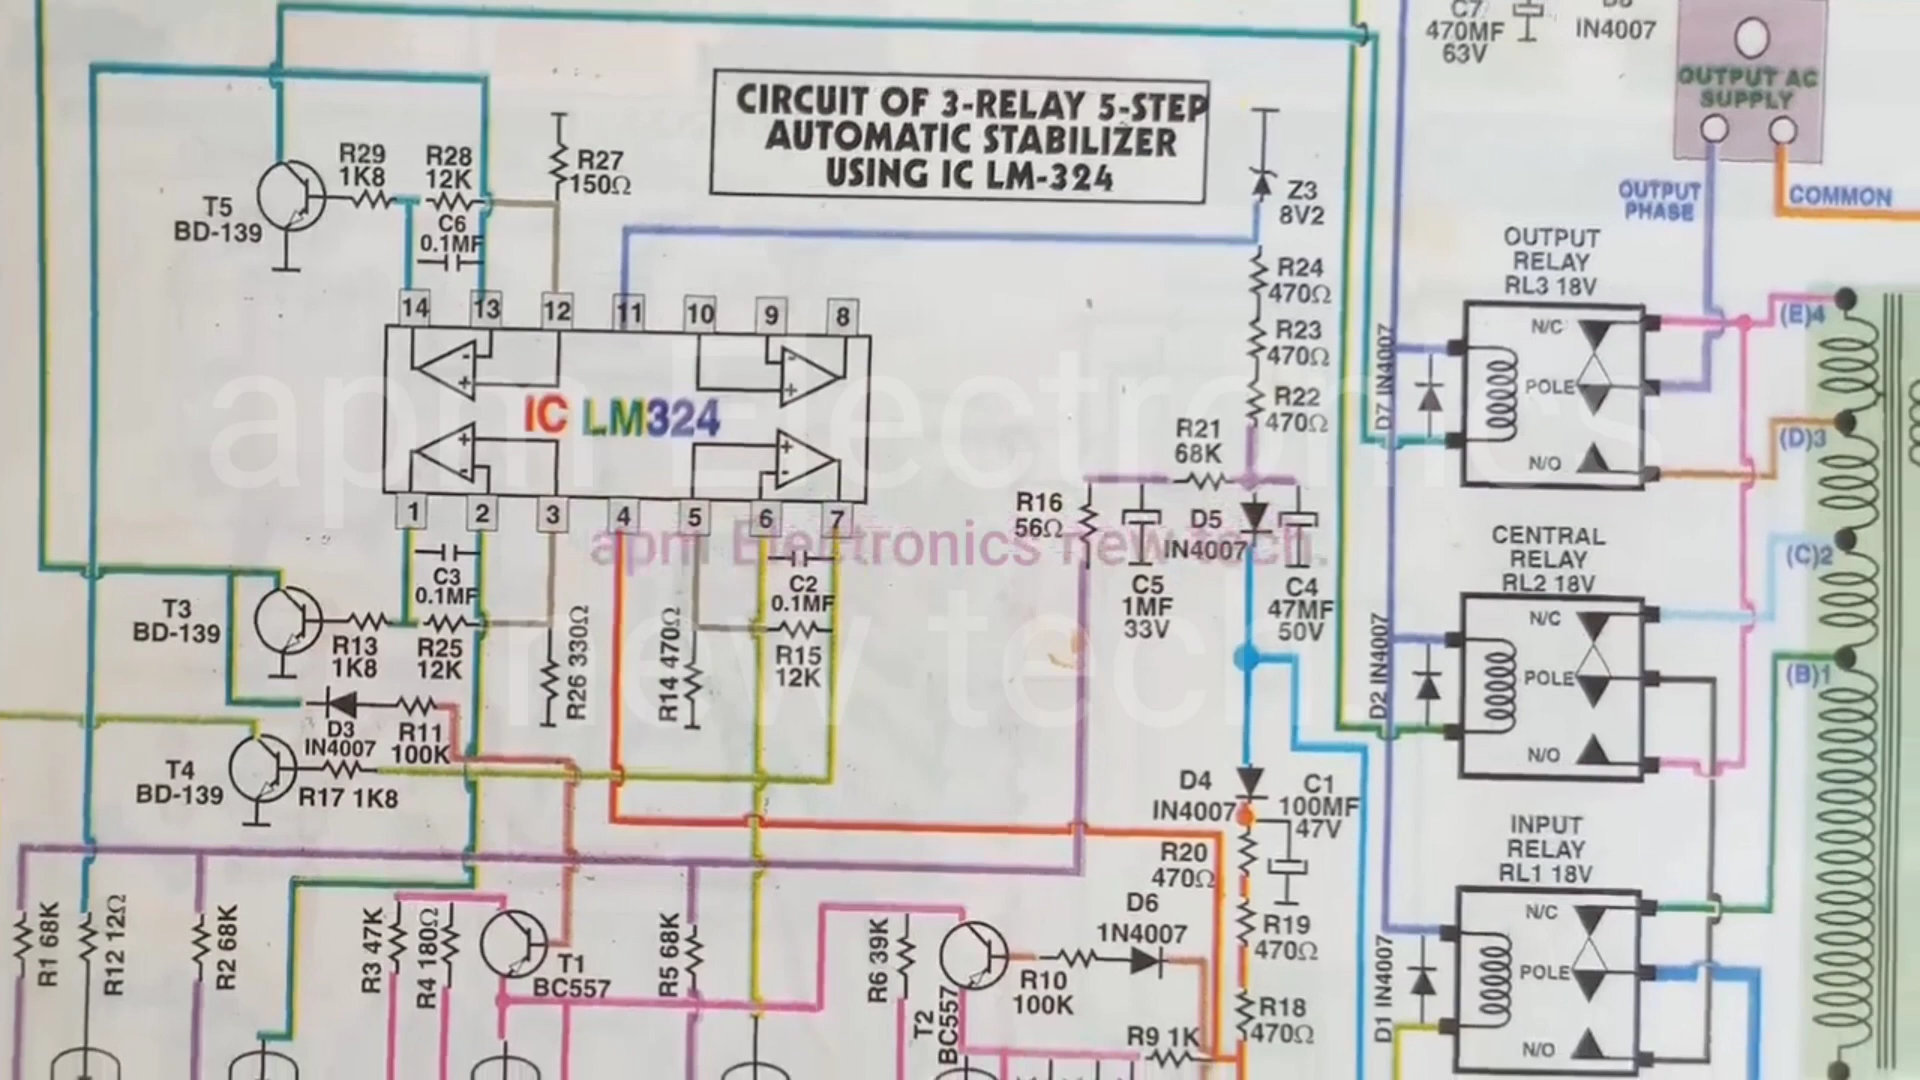 CIRCUIT OF 3-RELAY 5-STEP
AUTOMATIC STABILIZER
USING IC LM-324
C7
470MF
63V
IN4007
OUTPUT AC
SUPPLY
OUTPUT
PHASE
COMMON
T5
BD-139
R29
1K8
R28
12K
C6
0.1MF
R27
150Ω
Z3
8V2
R24
470Ω
R23
470Ω
R22
470Ω
14
13
12
11
10
9
8
-
+
-
+
IC LM324
+
-
+
-
1
2
3
4
5
6
7
apm Electronics
new tech.
apm Electronics new tech.
R21
68K
R16
56Ω
D5
IN4007
C5
1MF
33V
C4
47MF
50V
C3
0.1MF
C2
0.1MF
T3
BD-139
R13
1K8
R25
12K
R26 330Ω
R14 470Ω
R15
12K
D3
IN4007
R11
100K
T4
BD-139
R17 1K8
D4
IN4007
C1
100MF
47V
R20
470Ω
R19
470Ω
R18
470Ω
R1 68K
R12 12Ω
R2 68K
R3 47K
R4 180Ω
T1
BC557
R5 68K
R6 39K
T2
BC557
R10
100K
D6
1N4007
R9 1K
OUTPUT
RELAY
RL3 18V
D7 IN4007
N/C
POLE
N/O
CENTRAL
RELAY
RL2 18V
D2 IN4007
N/C
POLE
N/O
INPUT
RELAY
RL1 18V
D1 IN4007
N/C
POLE
N/O
(E)4
(D)3
(C)2
(B)1